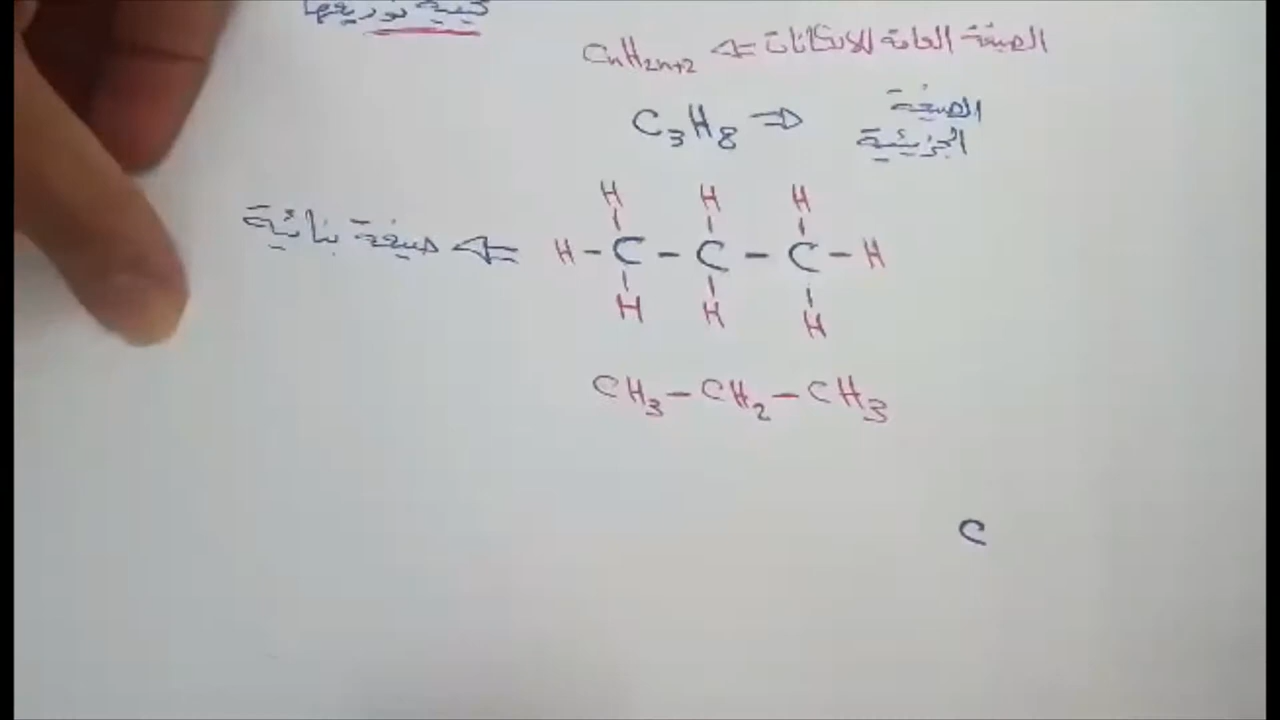 كيفية توزيعها
الصيغة العامة للالكانات ⇐ CnH2n+2
C3H8 ⇒ الصيغة الجزيئية
H H H
صيغة بنائية ⇐ H-C-C-C-H
H H H
CH3-CH2-CH3
C